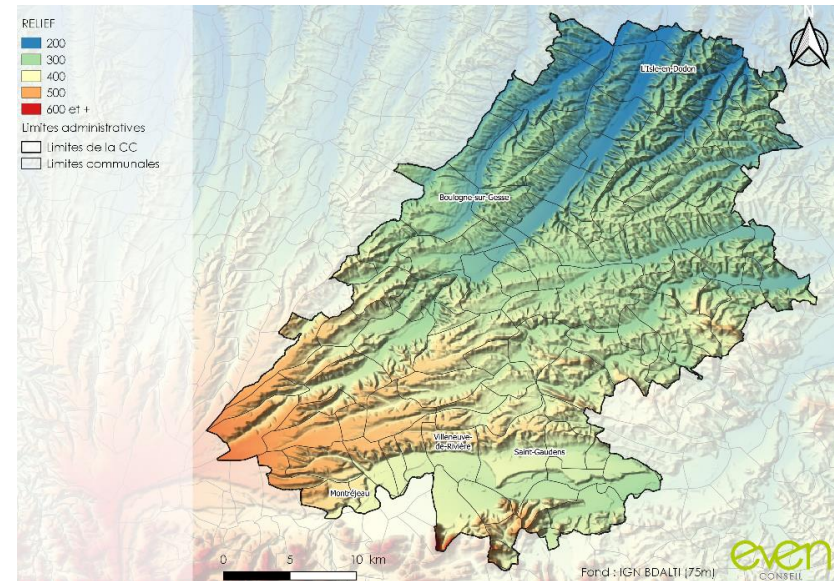 RELIEF
200
300
400
500
600 et +
Limites administratives
Limites de la CC
Limites communales
N
L'Isle-en-Dodon
Boulogne-sur-Gesse
Villeneuve-
de-Rivière
Saint-Gaudens
Montréjeau
0 5 10 km
Fond : IGN BDALTI (75m)
even
CONSEIL